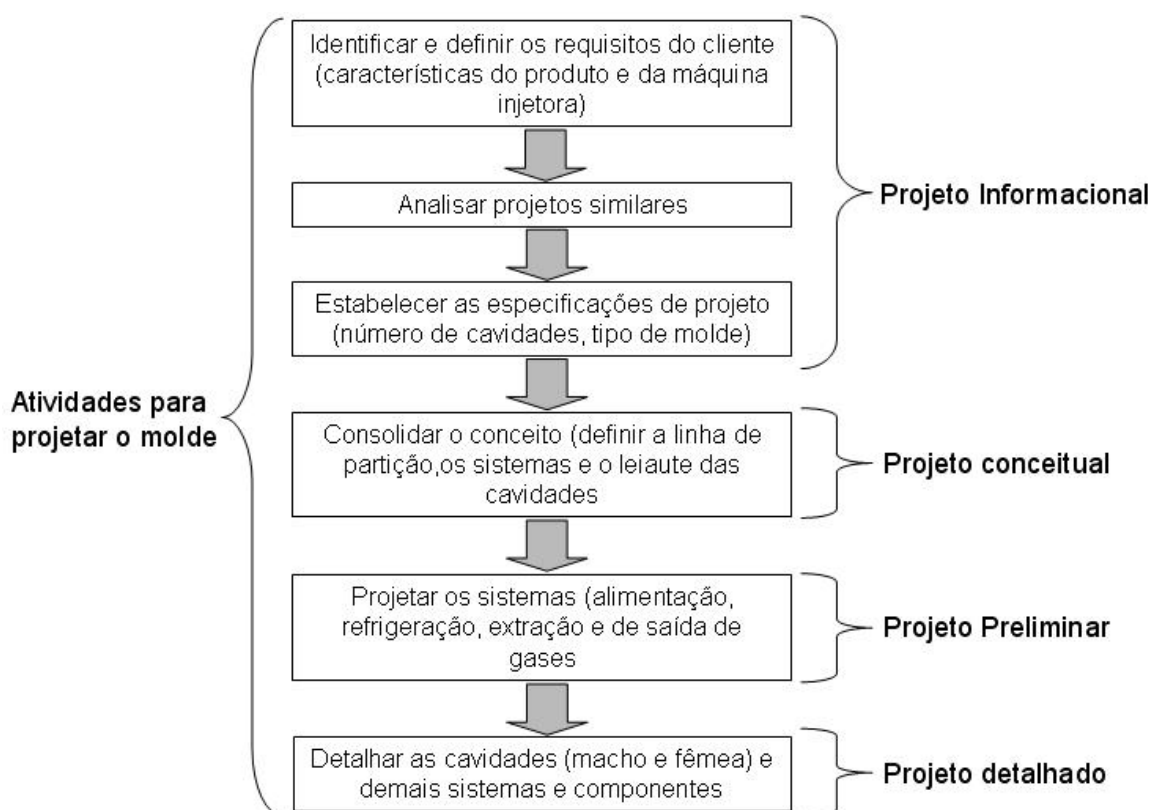 Identificar e definir os requisitos do cliente
(características do produto e da máquina
injetora)
Analisar projetos similares
Projeto Informacional
Estabelecer as especificações de projeto
(número de cavidades, tipo de molde)
Atividades para
projetar o molde
Consolidar o conceito (definir a linha de
partição,os sistemas e o leiaute das
cavidades
Projeto conceitual
Projetar os sistemas (alimentação,
refrigeração, extração e de saída de
gases
Projeto Preliminar
Detalhar as cavidades (macho e fêmea) e
demais sistemas e componentes
Projeto detalhado